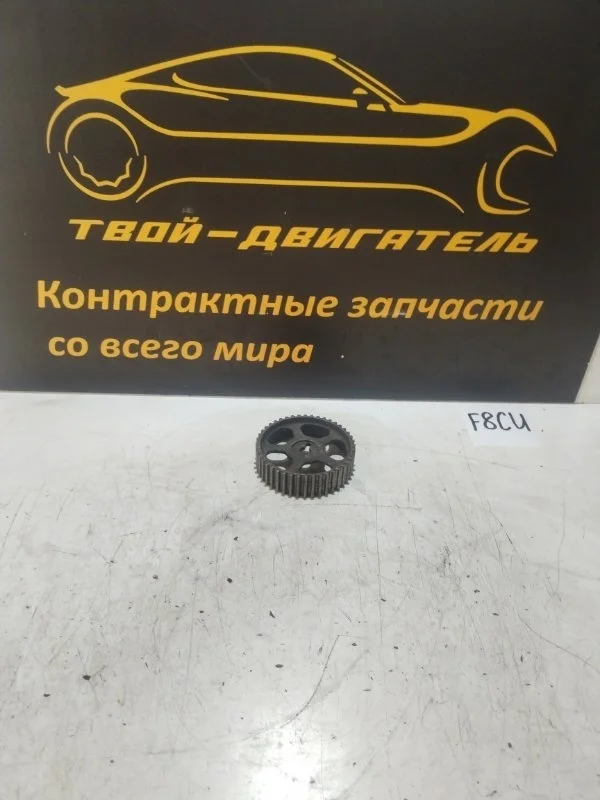 ТВОЙ-ДВИГАТЕЛЬ
Контрактные запчасти
со всего мира
F8CU